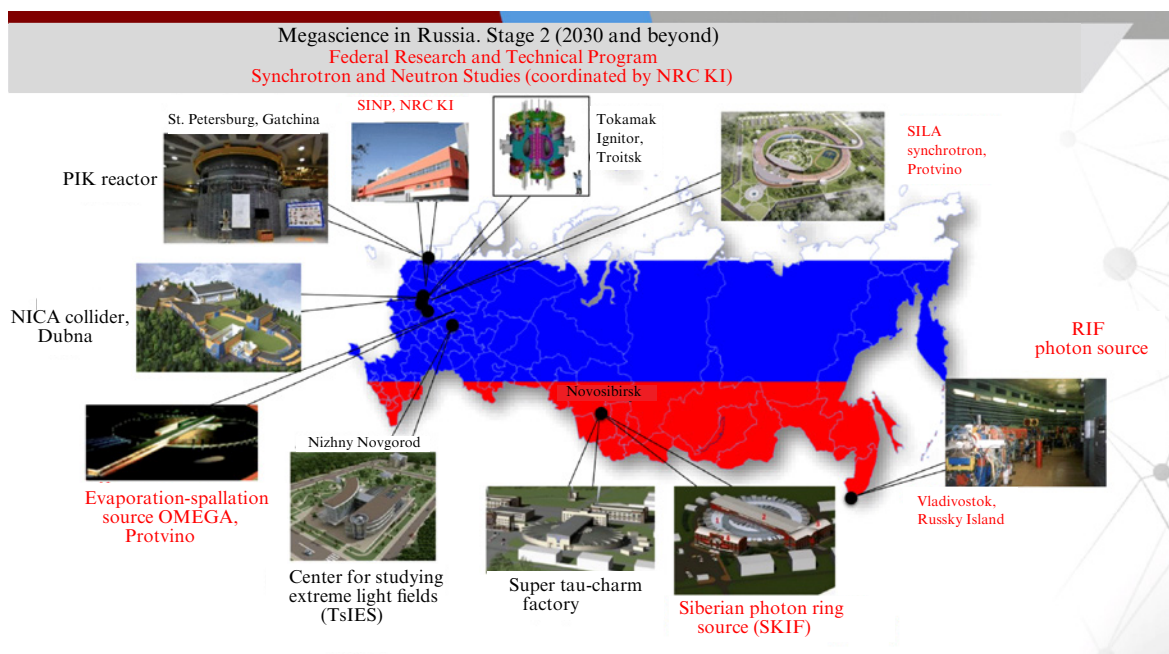 Megascience in Russia. Stage 2 (2030 and beyond)
Federal Research and Technical Program
Synchrotron and Neutron Studies (coordinated by NRC KI)
St. Petersburg, Gatchina
SINP, NRC KI
Tokamak
Ignitor,
Troitsk
SILA
synchrotron,
Protvino
PIK reactor
NICA collider,
Dubna
RIF
photon source
Novosibirsk
Nizhny Novgorod
Evaporation-spallation
source OMEGA,
Protvino
Vladivostok,
Russky Island
Center for studying
extreme light fields
(TsIES)
Super tau-charm
factory
Siberian photon ring
source (SKIF)